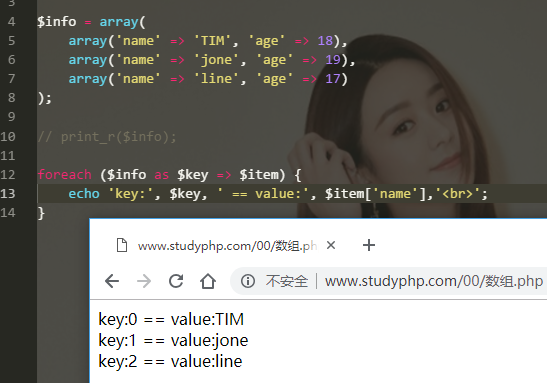 3
4 $info = array(
5     array('name' => 'TIM', 'age' => 18),
6     array('name' => 'jone', 'age' => 19),
7     array('name' => 'line', 'age' => 17)
8 );
9
10 // print_r($info);
11
12 foreach ($info as $key => $item) {
13     echo 'key:', $key, ' == value:', $item['name'],'<br>';
14 }
www.studyphp.com/00/数组.ph
不安全 | www.studyphp.com/00/数组.php
key:0 == value:TIM
key:1 == value:jone
key:2 == value:line